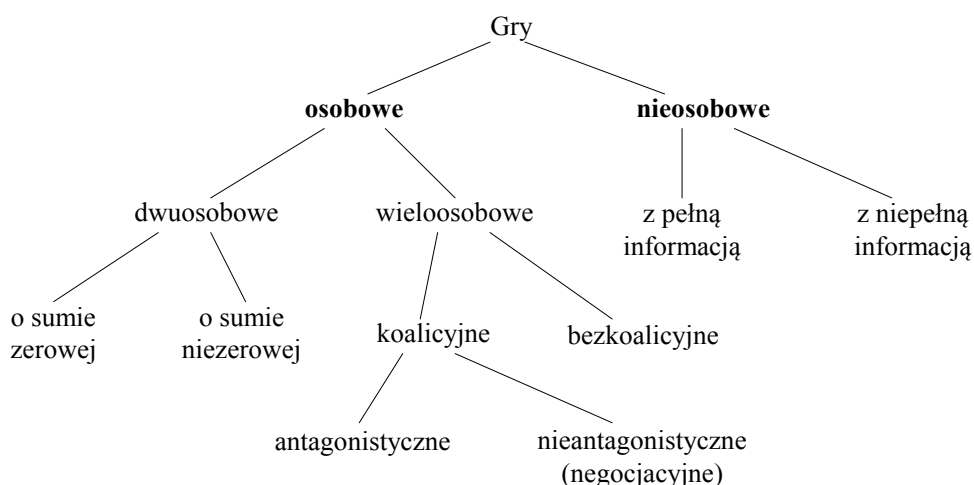 Gry
osobowe
nieosobowe
dwuosobowe
wieloosobowe
z pełną
informacją
z niepełną
informacją
o sumie
zerowej
o sumie
niezerowej
koalicyjne
bezkoalicyjne
antagonistyczne
nieantagonistyczne
(negocjacyjne)